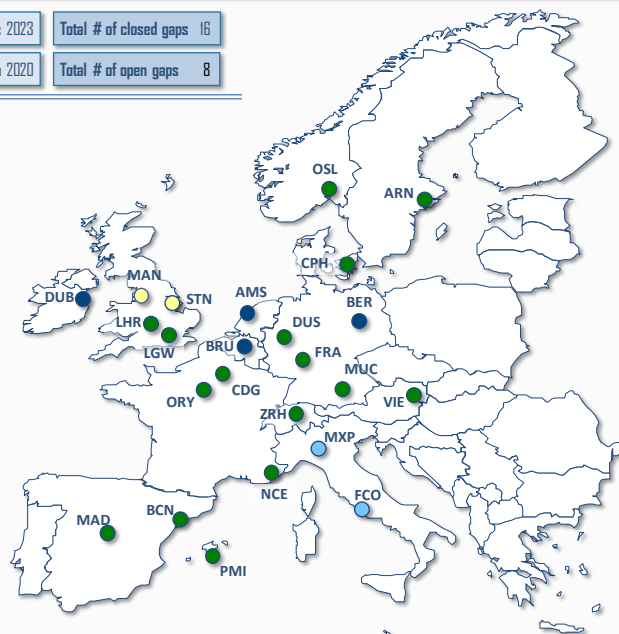 2023 Total # of closed gaps 16
2020 Total # of open gaps 8
OSL
ARN
CPH
MAN
DUB
STN
AMS
BER
LHR
DUS
LGW
BRU
FRA
MUC
CDG
ORY
VIE
ZRH
MXP
NCE
FCO
BCN
MAD
PMI